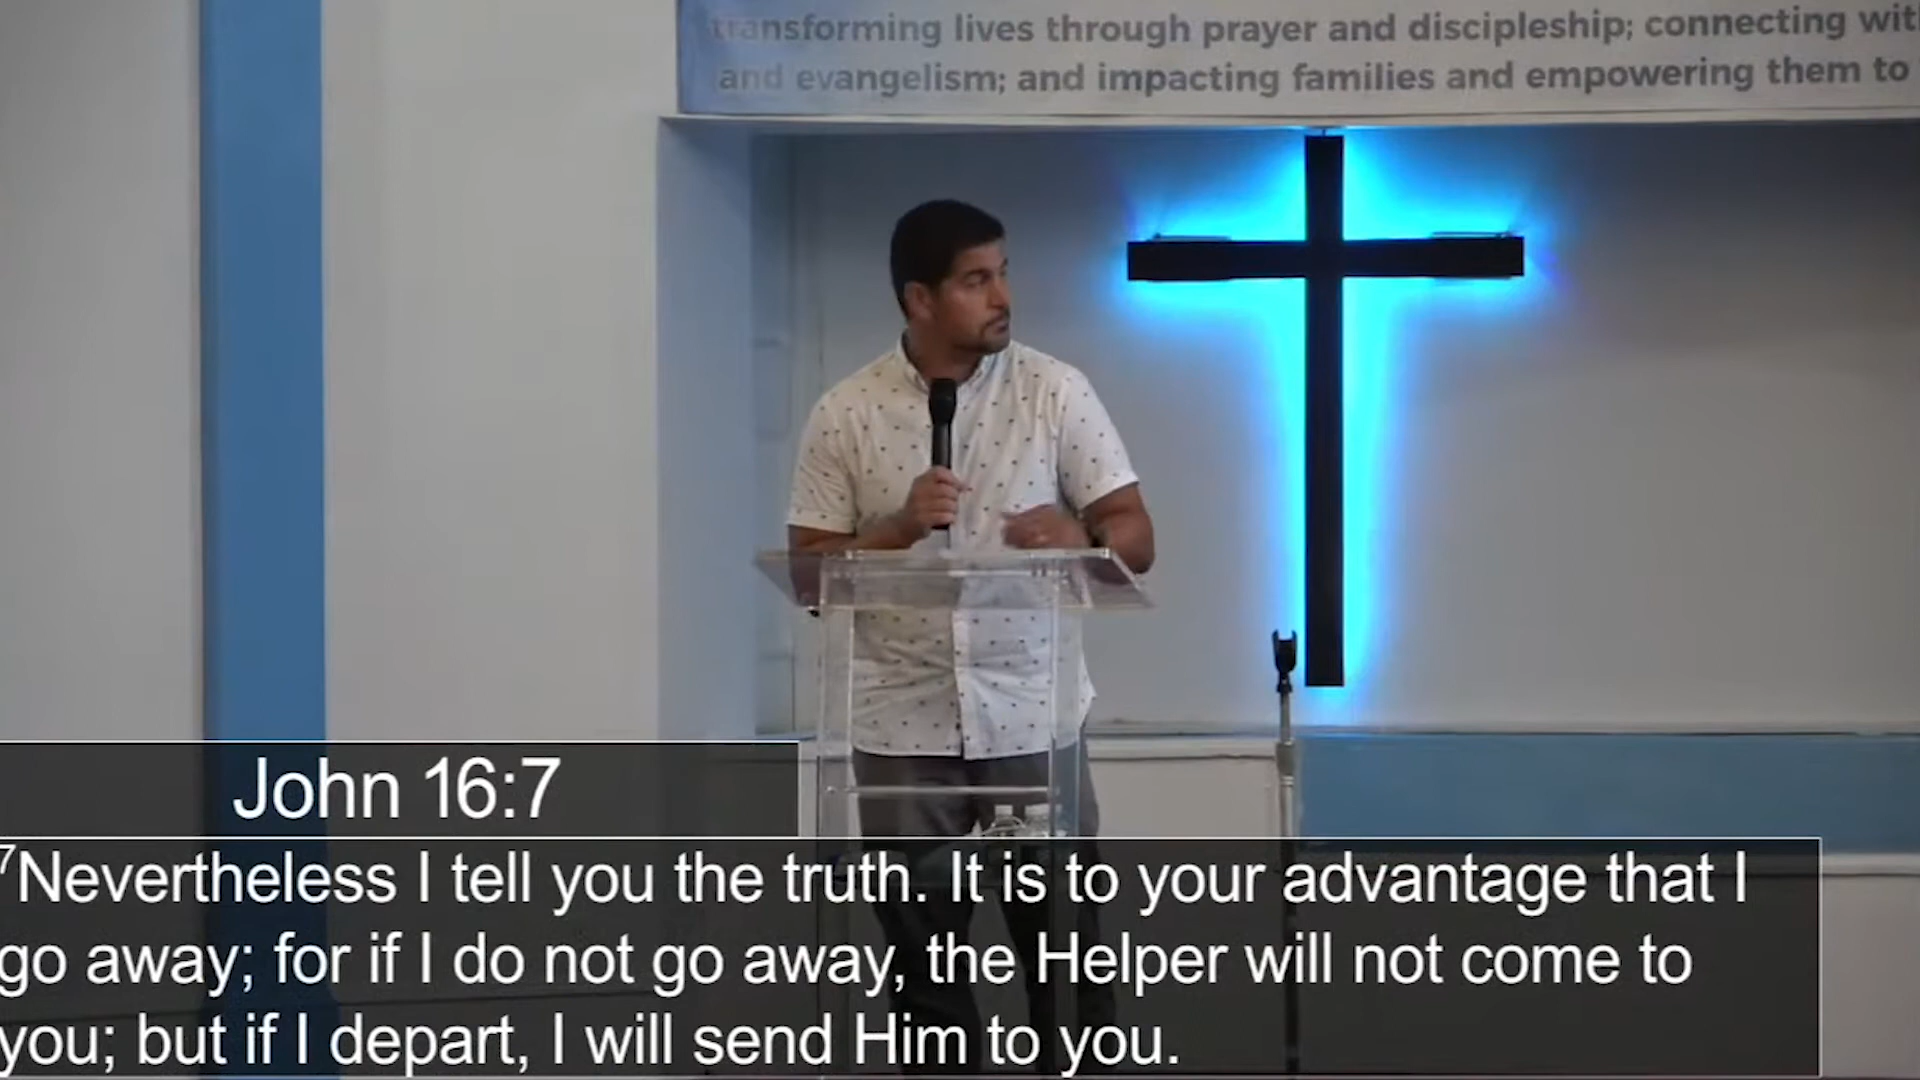 transforming lives through prayer and discipleship; connecting wit
and evangelism; and impacting families and empowering them to
John 16:7
7Nevertheless I tell you the truth. It is to your advantage that I
go away; for if I do not go away, the Helper will not come to
you; but if I depart, I will send Him to you.